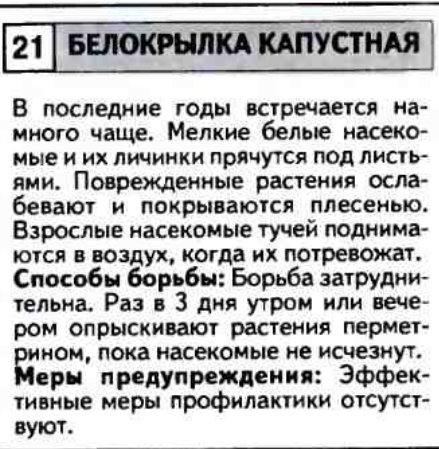 21 БЕЛОКРЫЛКА КАПУСТНАЯ
В последние годы встречается на-
много чаще. Мелкие белые насеко-
мые и их личинки прячутся под листь-
ями. Поврежденные растения осла-
бевают и покрываются плесенью.
Взрослые насекомые тучей поднима-
ются в воздух, когда их потревожат.
Способы борьбы: Борьба затрудни-
тельна. Раз в 3 дня утром или вече-
ром опрыскивают растения пермет-
рином, пока насекомые не исчезнут.
Меры предупреждения: Эффек-
тивные меры профилактики отсутст-
вуют.